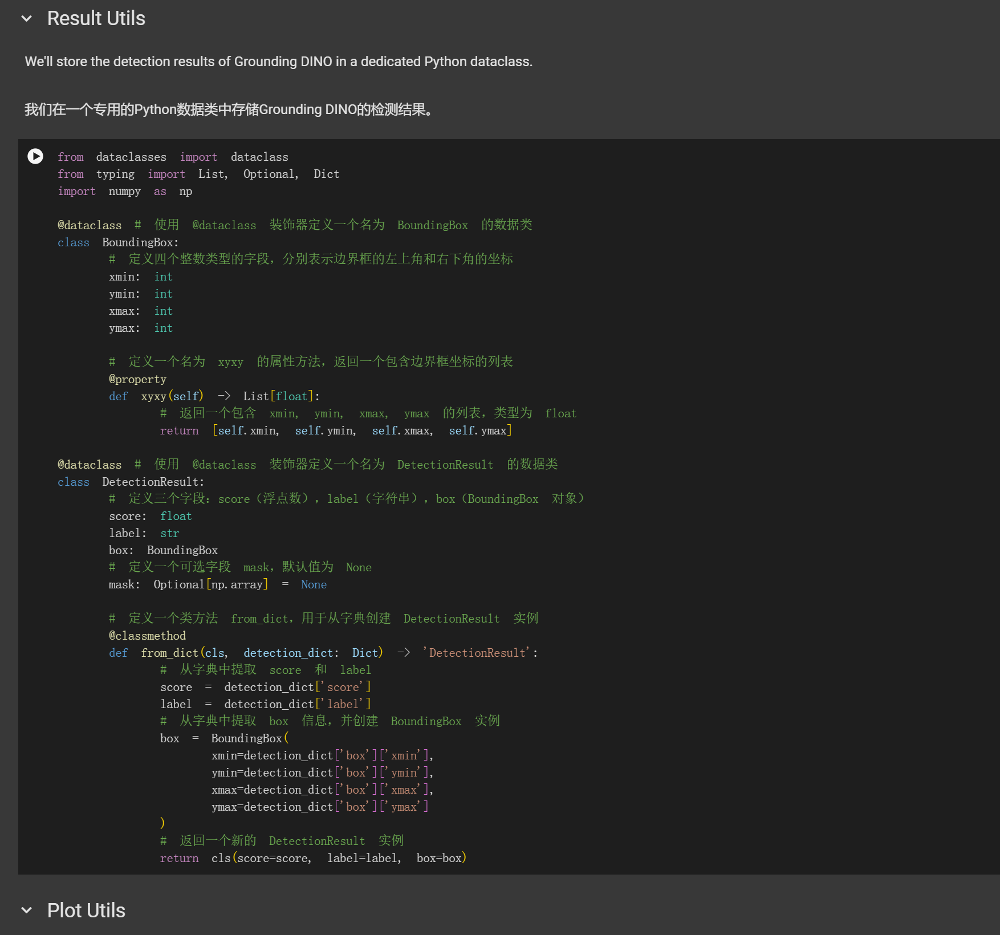 Result Utils
We'll store the detection results of Grounding DINO in a dedicated Python dataclass.
我们在一个专用的Python数据类中存储Grounding DINO的检测结果。
from dataclasses import dataclass
from typing import List, Optional, Dict
import numpy as np
@dataclass # 使用 @dataclass 装饰器定义一个名为 BoundingBox 的数据类
class BoundingBox:
# 定义四个整数类型的字段，分别表示边界框的左上角和右下角的坐标
xmin: int
ymin: int
xmax: int
ymax: int
# 定义一个名为 xyxy 的属性方法，返回一个包含边界框坐标的列表
@property
def xyxy(self) -> List[float]:
# 返回一个包含 xmin, ymin, xmax, ymax 的列表，类型为 float
return [self.xmin, self.ymin, self.xmax, self.ymax]
@dataclass # 使用 @dataclass 装饰器定义一个名为 DetectionResult 的数据类
class DetectionResult:
# 定义三个字段：score（浮点数），label（字符串），box（BoundingBox 对象）
score: float
label: str
box: BoundingBox
# 定义一个可选字段 mask，默认值为 None
mask: Optional[np.array] = None
# 定义一个类方法 from_dict，用于从字典创建 DetectionResult 实例
@classmethod
def from_dict(cls, detection_dict: Dict) -> 'DetectionResult':
# 从字典中提取 score 和 label
score = detection_dict['score']
label = detection_dict['label']
# 从字典中提取 box 信息，并创建 BoundingBox 实例
box = BoundingBox(
xmin=detection_dict['box']['xmin'],
ymin=detection_dict['box']['ymin'],
xmax=detection_dict['box']['xmax'],
ymax=detection_dict['box']['ymax']
)
# 返回一个新的 DetectionResult 实例
return cls(score=score, label=label, box=box)
Plot Utils